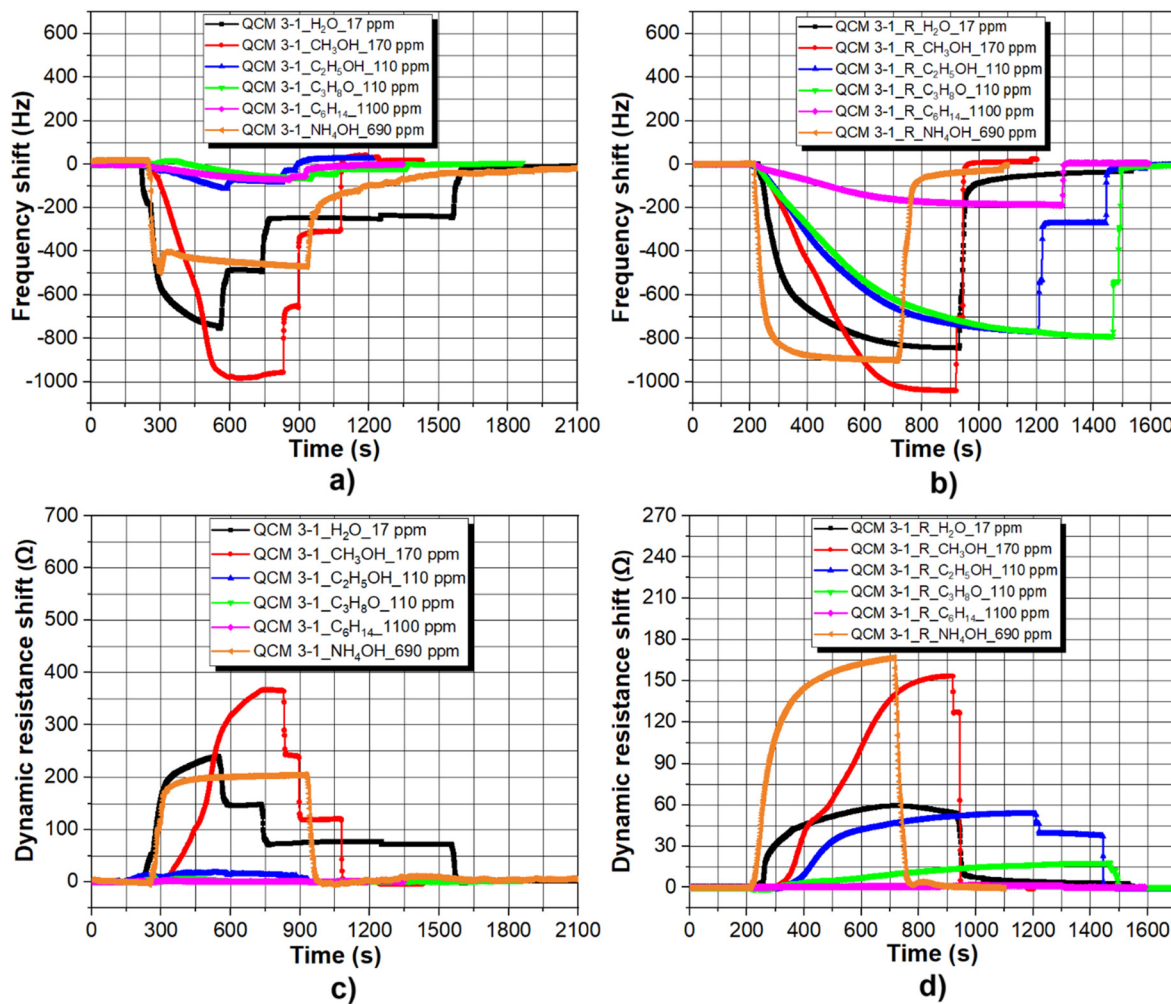 600
400
200
0
-200
-400
-600
-800
-1000
Frequency shift (Hz)
QCM 3-1_H₂O_17 ppm
QCM 3-1_CH₃OH_170 ppm
QCM 3-1_C₂H₅OH_110 ppm
QCM 3-1_C₃H₈O_110 ppm
QCM 3-1_C₆H₁₄_1100 ppm
QCM 3-1_NH₄OH_690 ppm
0 300 600 900 1200 1500 1800 2100
Time (s)
a)
600
400
200
0
-200
-400
-600
-800
-1000
Frequency shift (Hz)
QCM 3-1_R_H₂O_17 ppm
QCM 3-1_R_CH₃OH_170 ppm
QCM 3-1_R_C₂H₅OH_110 ppm
QCM 3-1_R_C₃H₈O_110 ppm
QCM 3-1_R_C₆H₁₄_1100 ppm
QCM 3-1_R_NH₄OH_690 ppm
0 200 400 600 800 1000 1200 1400 1600
Time (s)
b)
700
600
500
400
300
200
100
0
Dynamic resistance shift (Ω)
QCM 3-1_H₂O_17 ppm
QCM 3-1_CH₃OH_170 ppm
QCM 3-1_C₂H₅OH_110 ppm
QCM 3-1_C₃H₈O_110 ppm
QCM 3-1_C₆H₁₄_1100 ppm
QCM 3-1_NH₄OH_690 ppm
0 300 600 900 1200 1500 1800 2100
Time (s)
c)
270
240
210
180
150
120
90
60
30
0
Dynamic resistance shift (Ω)
QCM 3-1_R_H₂O_17 ppm
QCM 3-1_R_CH₃OH_170 ppm
QCM 3-1_R_C₂H₅OH_110 ppm
QCM 3-1_R_C₃H₈O_110 ppm
QCM 3-1_R_C₆H₁₄_1100 ppm
QCM 3-1_R_NH₄OH_690 ppm
0 200 400 600 800 1000 1200 1400 1600
Time (s)
d)